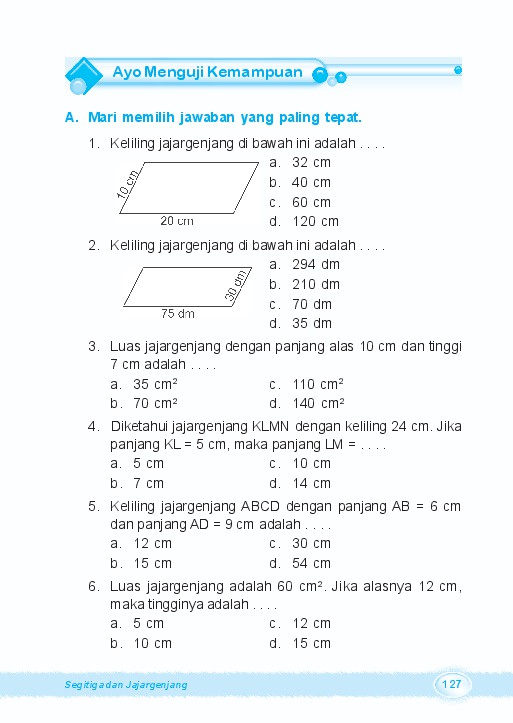 Ayo Menguji Kemampuan
A. Mari memilih jawaban yang paling tepat.
1. Keliling jajargenjang di bawah ini adalah . . . .
10 cm
20 cm
a. 32 cm
b. 40 cm
c. 60 cm
d. 120 cm
2. Keliling jajargenjang di bawah ini adalah . . . .
30 dm
75 dm
a. 294 dm
b. 210 dm
c. 70 dm
d. 35 dm
3. Luas jajargenjang dengan panjang alas 10 cm dan tinggi
7 cm adalah . . . .
a. 35 cm² c. 110 cm²
b. 70 cm² d. 140 cm²
4. Diketahui jajargenjang KLMN dengan keliling 24 cm. Jika
panjang KL = 5 cm, maka panjang LM = . . . .
a. 5 cm c. 10 cm
b. 7 cm d. 14 cm
5. Keliling jajargenjang ABCD dengan panjang AB = 6 cm
dan panjang AD = 9 cm adalah . . . .
a. 12 cm c. 30 cm
b. 15 cm d. 54 cm
6. Luas jajargenjang adalah 60 cm². Jika alasnya 12 cm,
maka tingginya adalah . . . .
a. 5 cm c. 12 cm
b. 10 cm d. 15 cm
Segitiga dan Jajargenjang
127